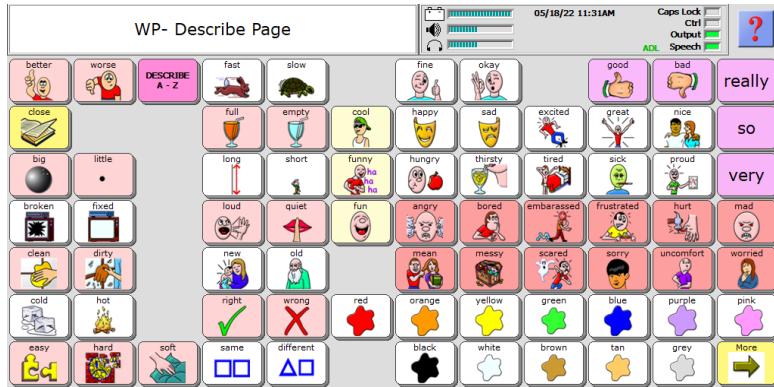 WP- Describe Page
05/18/22 11:31AM
Caps Lock
Ctrl
Output
ADL Speech
?
better worse DESCRIBE A - Z fast slow fine okay good bad really
close full empty cool happy sad excited great nice so
big little long short funny hungry thirsty tired sick proud very
ha
ha
ha
broken fixed loud quiet fun angry bored embarassed frustrated hurt mad
clean dirty new old mean messy scared sorry uncomfort worried
cold hot right wrong red orange yellow green blue purple pink
easy hard soft same different black white brown tan grey More